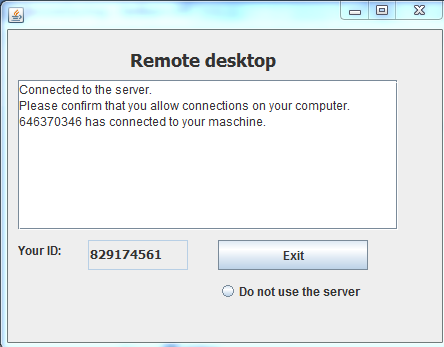 Remote desktop
Connected to the server.
Please confirm that you allow connections on your computer.
646370346 has connected to your maschine.
Your ID:
829174561
Exit
Do not use the server